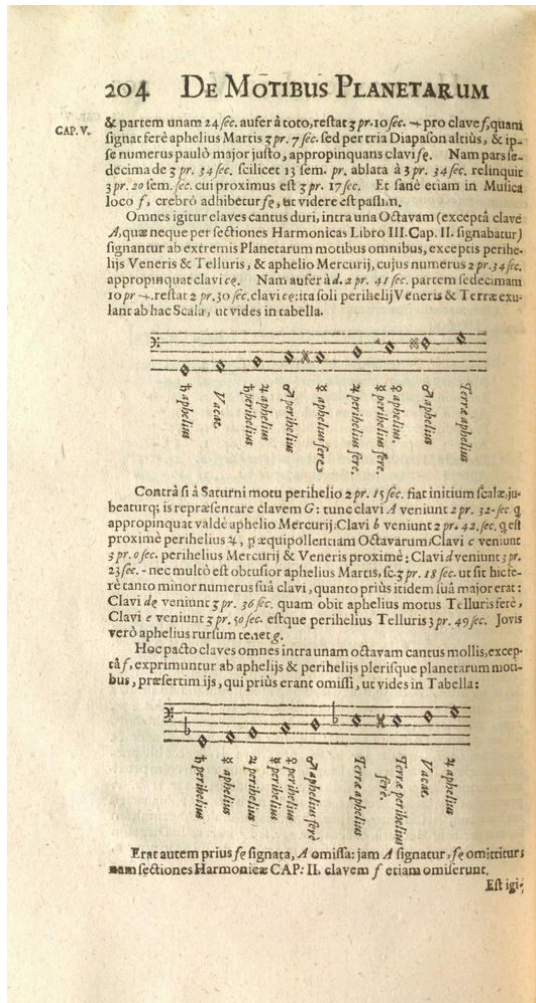 204 DE MOTIBUS PLANETARUM
CAP. V.
& partem unam 24 sec. aufer à toto, restat 3 pr. 10 sec. pro clave f, quani
signat ferè aphelius Martis 3 pr. 7 sec. sed per tria Diapason altiùs, & ip-
se numerus paulò major justo, appropinquans clavi fę. Nam pars se-
decima de 3 pr. 34 sec. scilicet 13 sem. pr. ablata à 3 pr. 34 sec. relinquit
3 pr. 20 sem. sec. cui proximus est 3 pr. 17 sec. Et sanè etiam in Musica
loco f, crebrò adhibetur fę, ut videre est passim.
Omnes igitur claves cantus duri, intra una Octavam (exceptâ clave
A, quæ neque per sectiones Harmonicas Libro III. Cap. II. signabatur)
signantur ab extremis Planetarum motibus omnibus, exceptis perihe-
lijs Veneris & Telluris, & aphelio Mercurij, cujus numerus 2 pr. 34 sec.
appropinquat clavi cę. Nam aufer à d. 2 pr. 41 sec. partem sedecimam
10 pr restat 2 pr. 30 sec. clavi cę: ita soli perihelij Veneris & Terræ exu-
lant ab hac Scala, ut vides in tabella.
♄ aphelius
Vacat.
♄ perihelius
♃ aphelius
♂ perihelius
☿ aphelius ferè
♃ perihelius fere.
☿ perihelius fere.
♀ aphelius.
♂ aphelius
Terræ aphelius
Contrà si à Saturni motu perihelio 2 pr. 15 sec. fiat initium scalæ, ju-
beaturq; is repræsentare clavem G: tunc clavi A veniunt 2 pr. 32- sec q
appropinquat valdè aphelio Mercurij: Clavi b veniunt 2 pr. 42. sec. q est
proximè perihelius ♃, p æquipollentiam Octavarum: Clavi c veniunt
3 pr. 0 sec. perihelius Mercurij & Veneris proximè: Clavi d veniunt 3 pr.
23 sec. - nec multò est obtusior aphelius Martis, sc. 3 pr. 18 sec. ut sit hic fe-
rè tanto minor numerus suâ clavi, quanto priùs itidem suâ major erat:
Clavi dę veniunt 3 pr. 36 sec. quam obit aphelius motus Telluris ferè,
Clavi e veniunt 3 pr. 50 sec. estque perihelius Telluris 3 pr. 49 sec. Jovis
verò aphelius rursum tenet g.
Hoc pacto claves omnes intra unam octavam cantus mollis, excep-
tâ f, exprimuntur ab aphelijs & perihelijs plerisque planetarum moti-
bus, præsertim ijs, qui priùs erant omissi, ut vides in Tabella:
♄ perihelius
☿ aphelius
♃ perihelius
☿ perihelius
♀ perihelius
♂ aphelius ferè
Terræ aphelius
Terræ perihelius
ferè.
Vacat.
♃ aphelius
Erat autem prius fę signata, A omissa: jam A signatur, fę omittitur;
nam sectiones Harmonicæ CAP: II. clavem f etiam omiserunt.
Est igi-